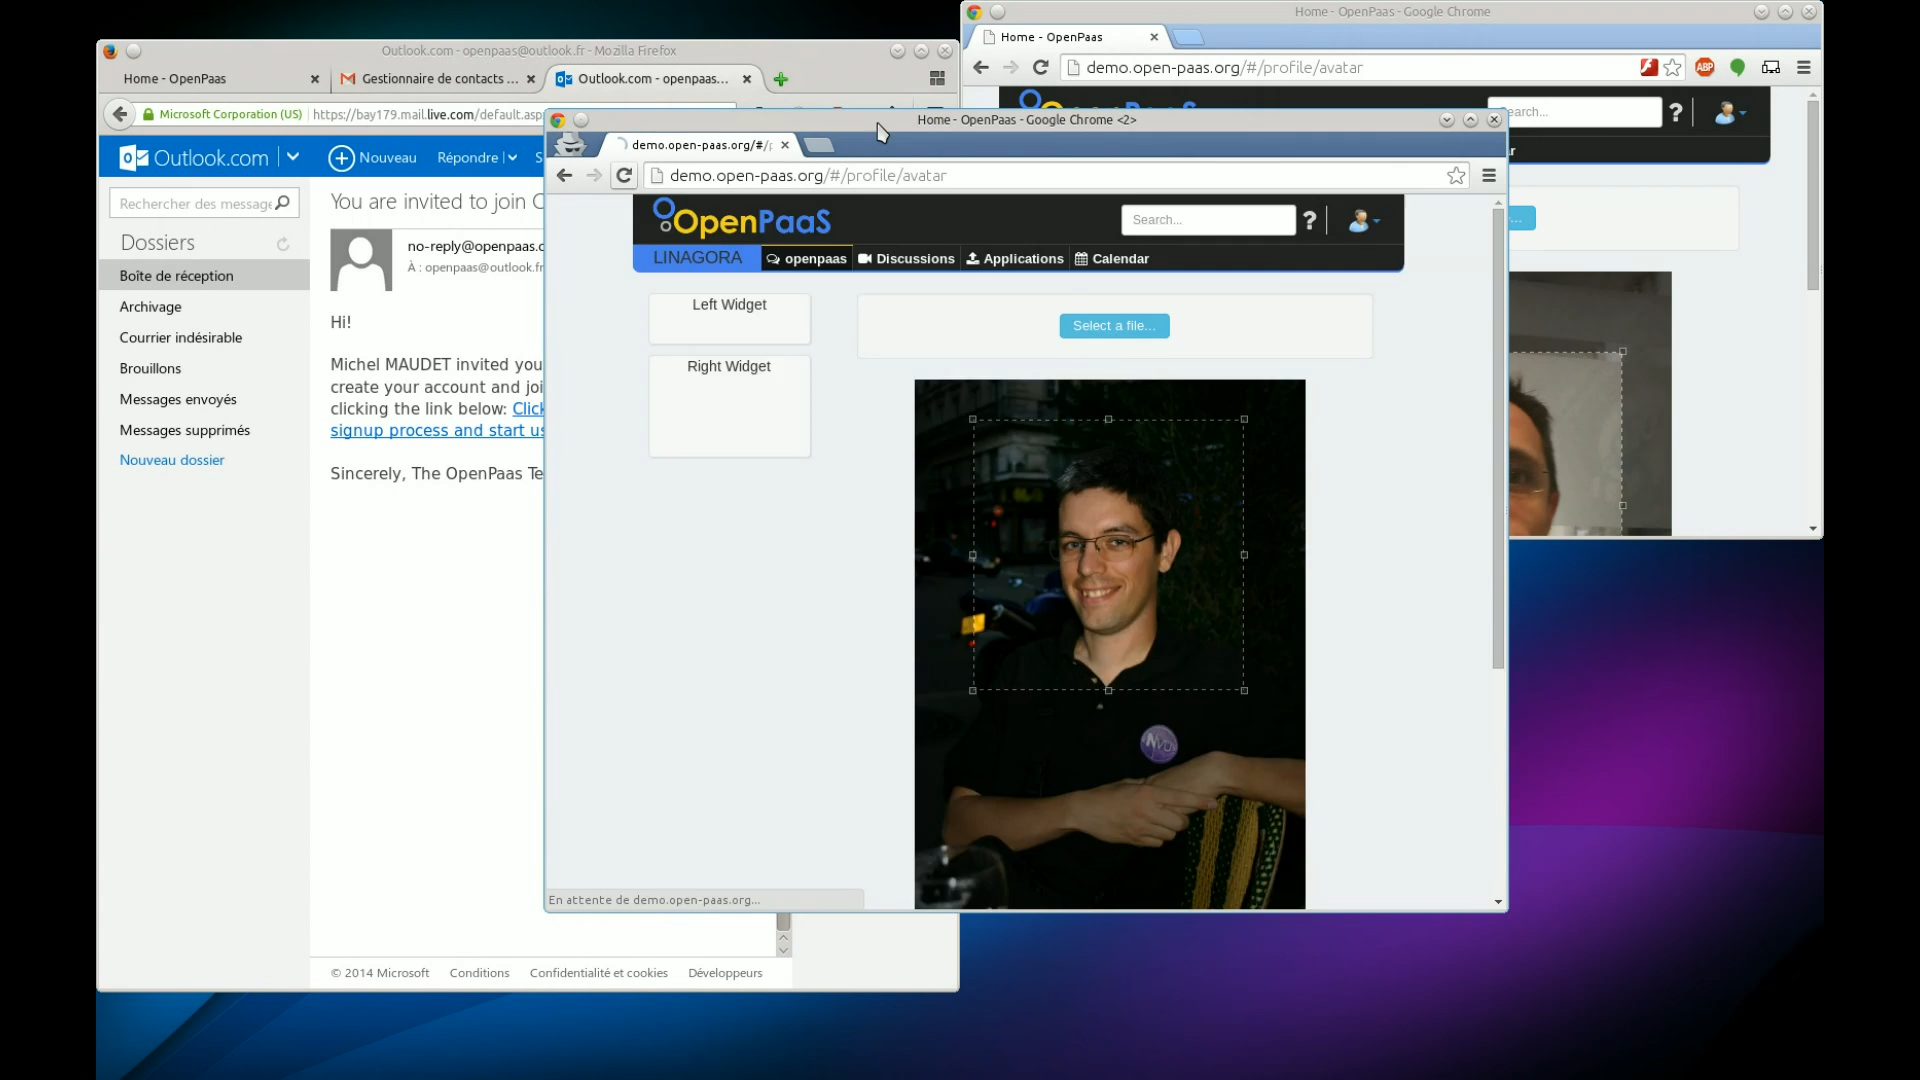 Home - OpenPaas - Google Chrome
Home - OpenPaas
demo.open-paas.org/#/profile/avatar
ABP
Outlook.com - openpaas@outlook.fr - Mozilla Firefox
Home - OpenPaas
Gestionnaire de contacts ...
Outlook.com - openpaas...
Microsoft Corporation (US)
https://bay179.mail.live.com/default.asp
Outlook.com
Nouveau
Répondre
S
Rechercher des message
Dossiers
Boîte de réception
Archivage
Courrier indésirable
Brouillons
Messages envoyés
Messages supprimés
Nouveau dossier
You are invited to join
no-reply@openpaas.
À : openpaas@outlook.fr
Hi!
Michel MAUDET invited you
create your account and joi
clicking the link below: Click
signup process and start us
Sincerely, The OpenPaas Te
© 2014 Microsoft
Conditions
Confidentialité et cookies
Développeurs
Home - OpenPaas - Google Chrome <2>
demo.open-paas.org/#/
demo.open-paas.org/#/profile/avatar
OpenPaaS
Search...
?
LINAGORA
openpaas
Discussions
Applications
Calendar
Left Widget
Right Widget
Select a file...
En attente de demo.open-paas.org...
earch...
?
ar
...